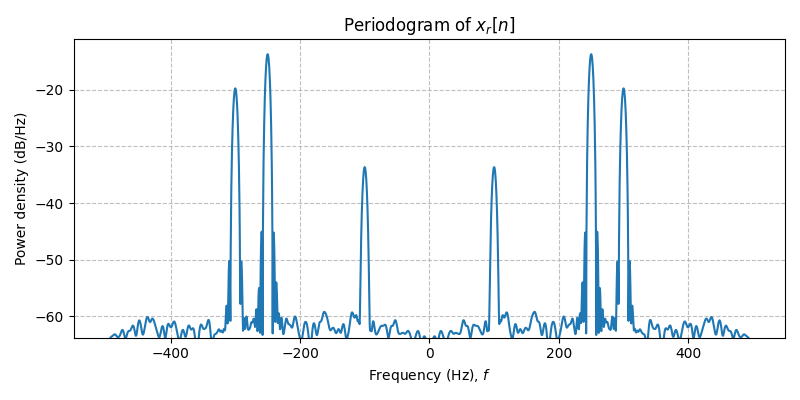 Periodogram of x_r[n]
Power density (dB/Hz)
−20
−30
−40
−50
−60
−400 −200 0 200 400
Frequency (Hz), f